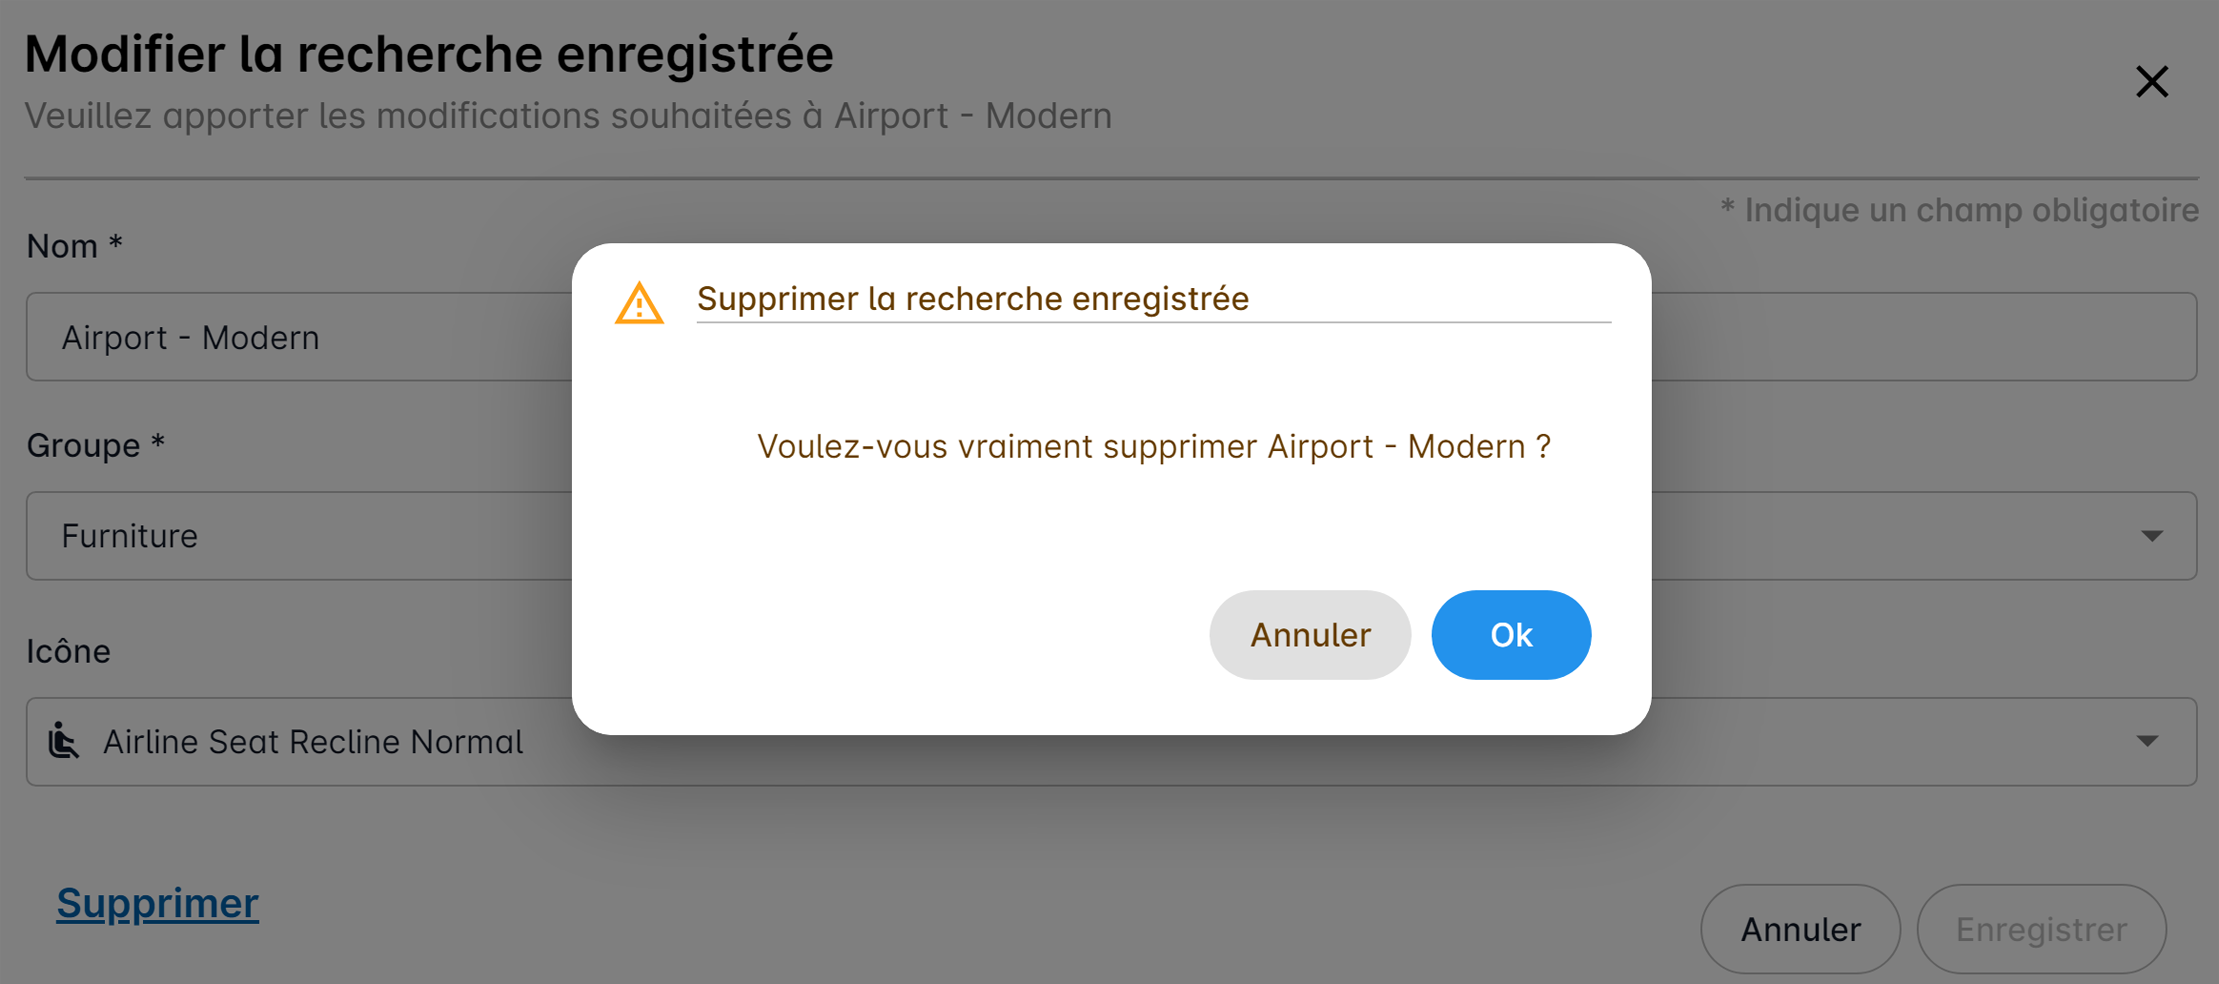 Modifier la recherche enregistrée
Veuillez apporter les modifications souhaitées à Airport - Modern
* Indique un champ obligatoire
Nom *
Airport - Modern
Groupe *
Furniture
Icône
Airline Seat Recline Normal
Supprimer la recherche enregistrée
Voulez-vous vraiment supprimer Airport - Modern ?
Annuler
Ok
Supprimer
Annuler
Enregistrer